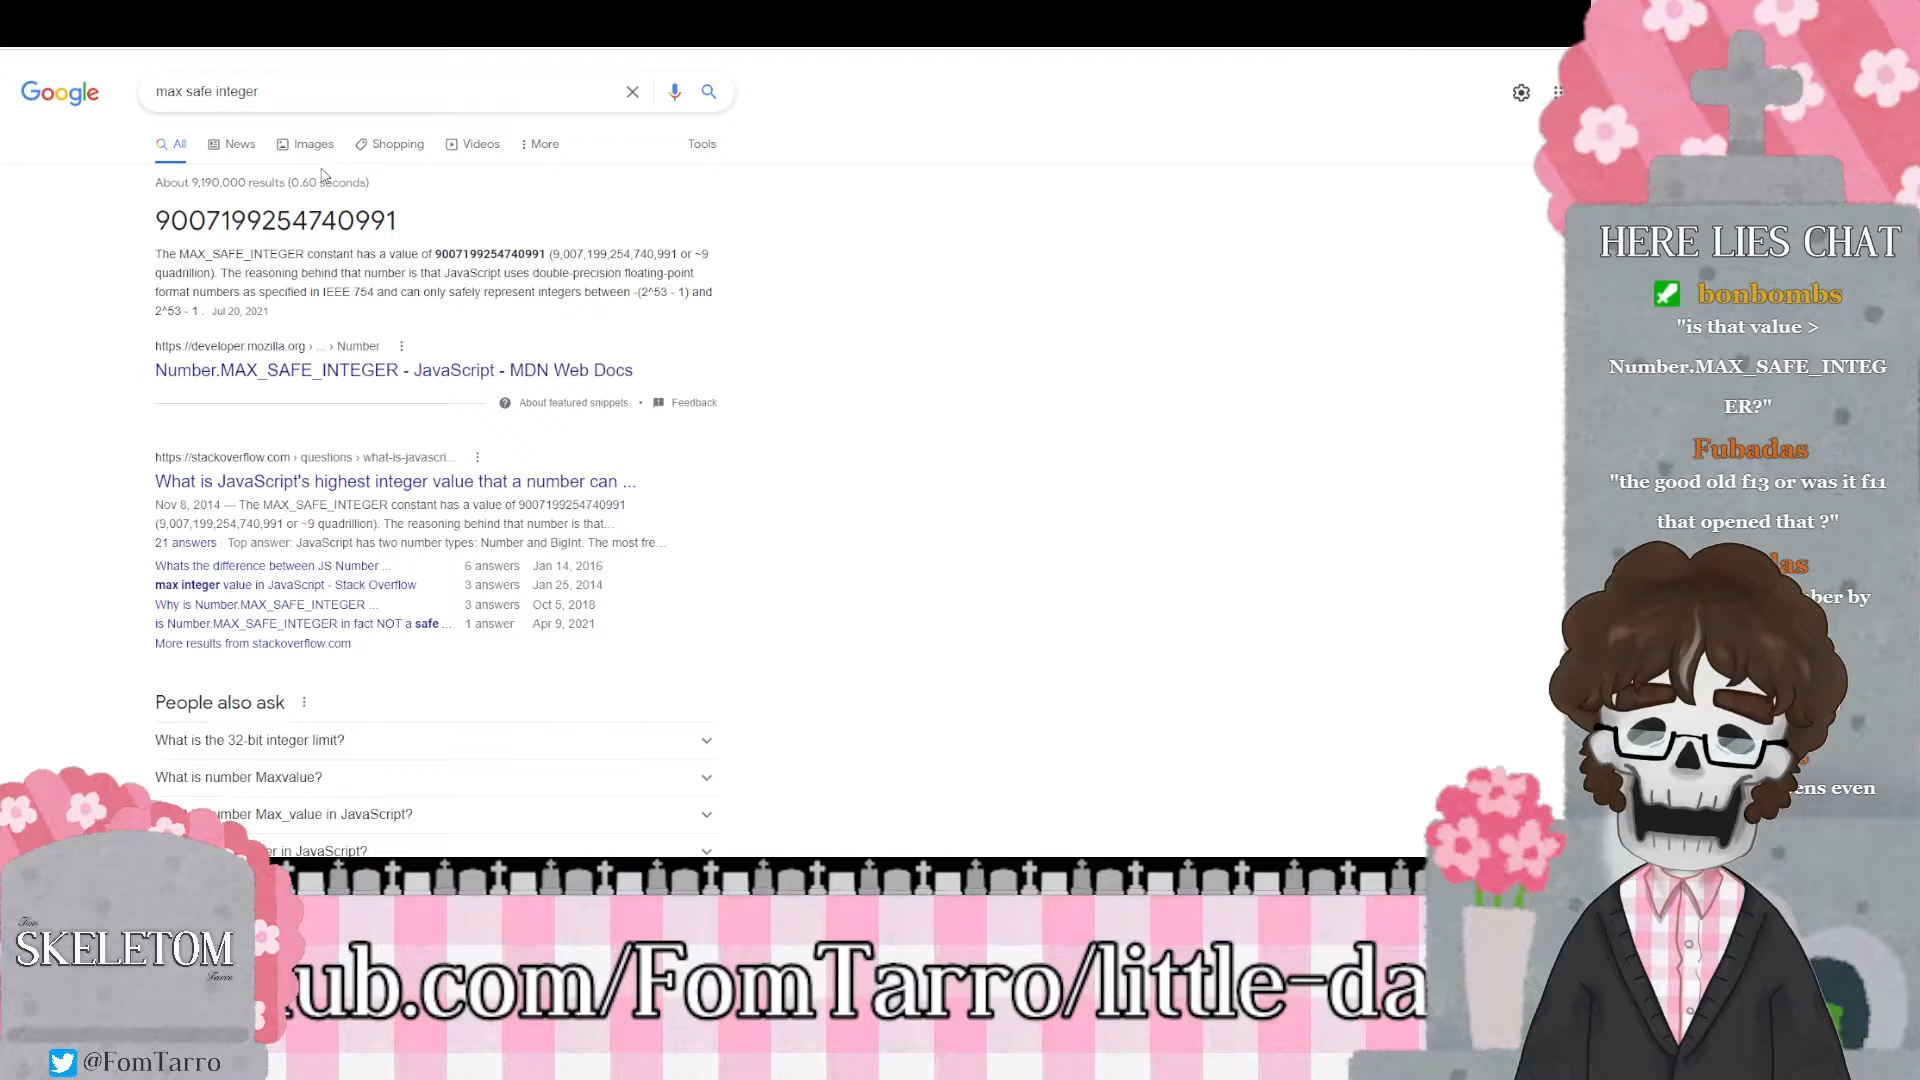 Google
max safe integer
All
News
Images
Shopping
Videos
More
Tools
About 9,190,000 results (0.60 seconds)
9007199254740991
The MAX_SAFE_INTEGER constant has a value of 9007199254740991 (9,007,199,254,740,991 or ~9
quadrillion). The reasoning behind that number is that JavaScript uses double-precision floating-point
format numbers as specified in IEEE 754 and can only safely represent integers between -(2^53 - 1) and
2^53 - 1 . Jul 20, 2021
https://developer.mozilla.org › ... › Number
Number.MAX_SAFE_INTEGER - JavaScript - MDN Web Docs
About featured snippets • Feedback
https://stackoverflow.com › questions › what-is-javascri...
What is JavaScript's highest integer value that a number can ...
Nov 8, 2014 — The MAX_SAFE_INTEGER constant has a value of 9007199254740991
(9,007,199,254,740,991 or ~9 quadrillion). The reasoning behind that number is that...
21 answers · Top answer: JavaScript has two number types: Number and BigInt. The most fre...
Whats the difference between JS Number ... 6 answers Jan 14, 2016
max integer value in JavaScript - Stack Overflow 3 answers Jan 25, 2014
Why is Number.MAX_SAFE_INTEGER ... 3 answers Oct 5, 2018
is Number.MAX_SAFE_INTEGER in fact NOT a safe ... 1 answer Apr 9, 2021
More results from stackoverflow.com
People also ask
What is the 32-bit integer limit?
What is number Maxvalue?
umber Max_value in JavaScript?
er in JavaScript?
HERE LIES CHAT
bonbombs
"is that value >
Number.MAX_SAFE_INTEG
ER?"
Fubadas
"the good old f13 or was it f11
that opened that ?"
das
ber by
ens even
Tom
SKELETOM
Tarro
ub.com/FomTarro/little-da
@FomTarro